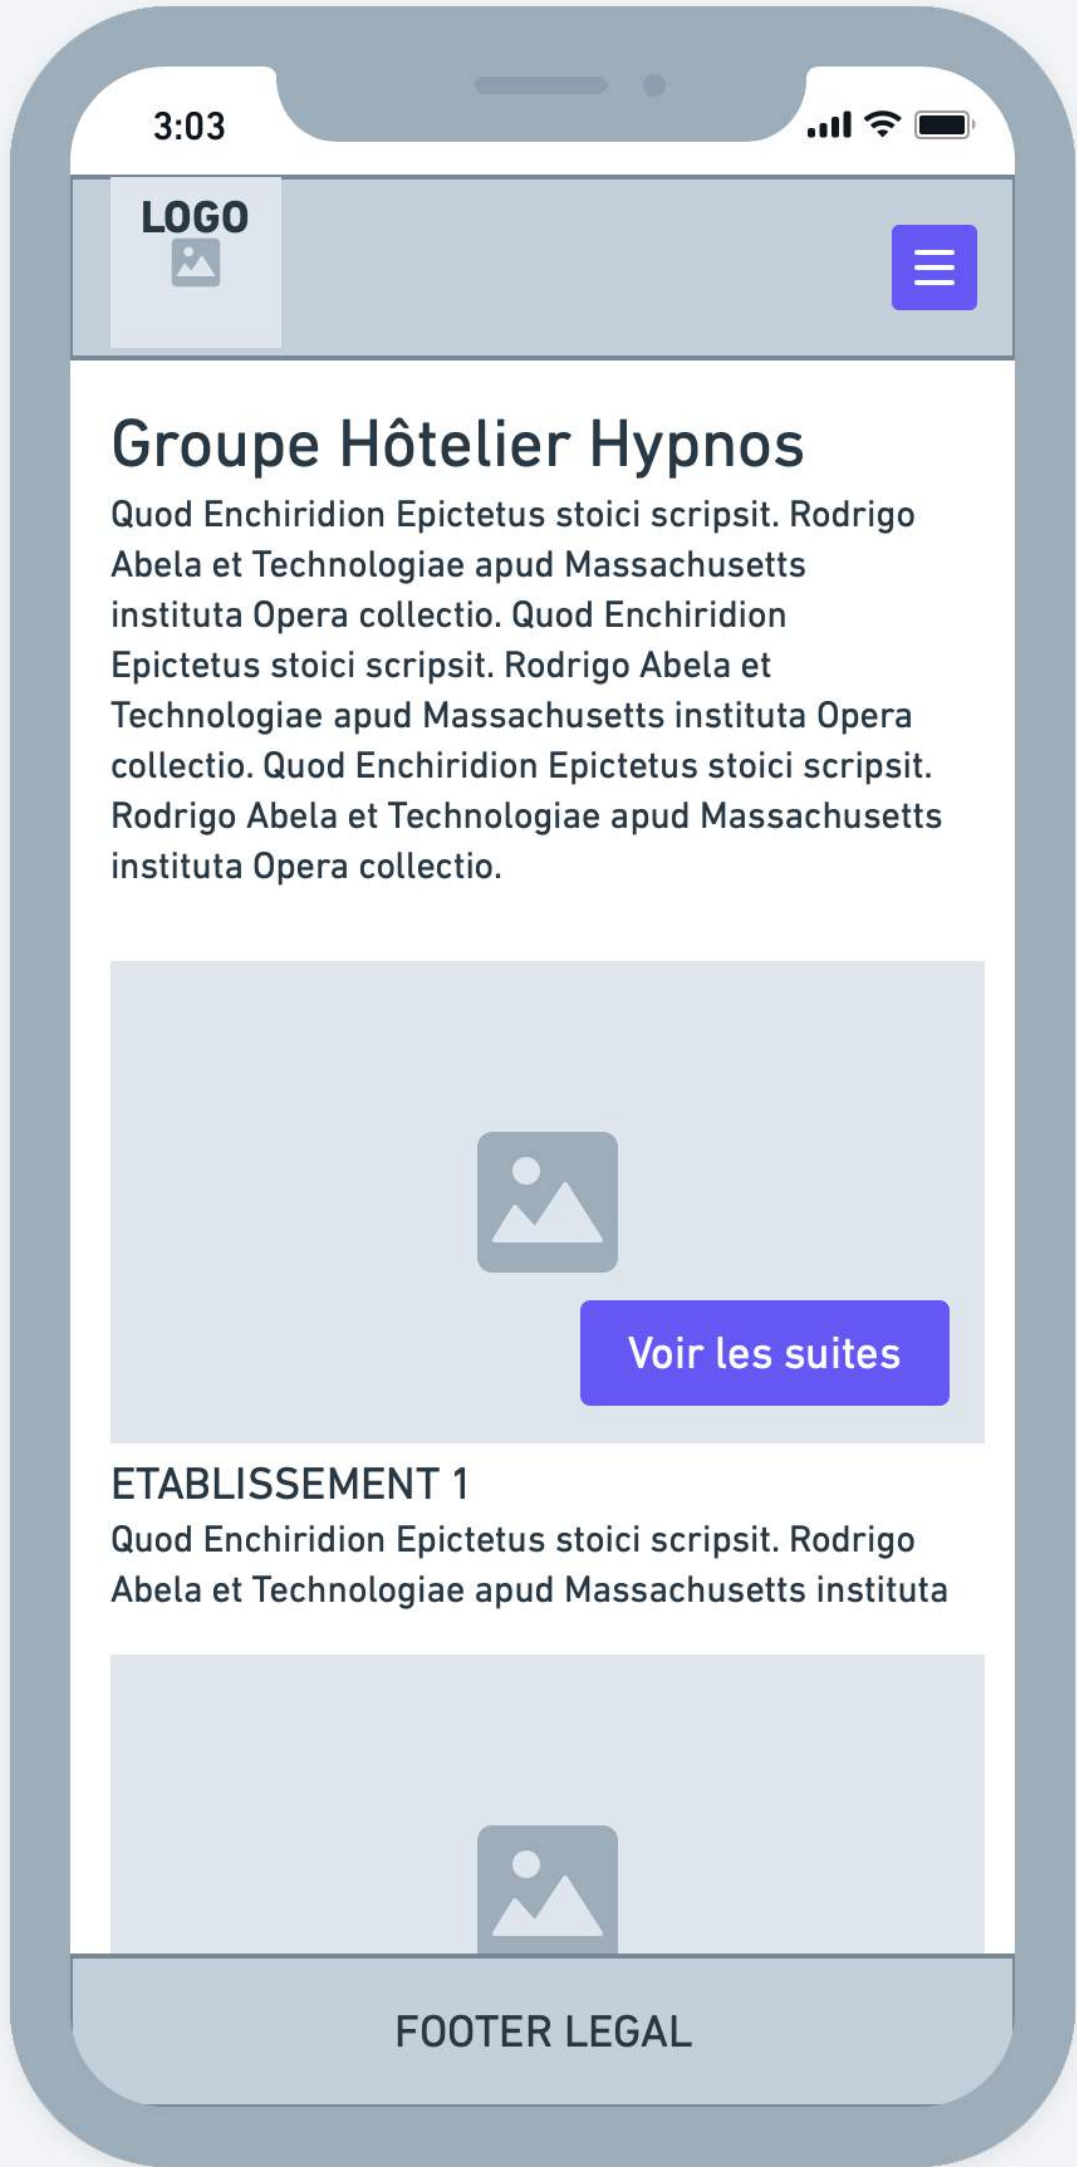 3:03
LOGO
Groupe Hôtelier Hypnos
Quod Enchiridion Epictetus stoici scripsit. Rodrigo
Abela et Technologiae apud Massachusetts
instituta Opera collectio. Quod Enchiridion
Epictetus stoici scripsit. Rodrigo Abela et
Technologiae apud Massachusetts instituta Opera
collectio. Quod Enchiridion Epictetus stoici scripsit.
Rodrigo Abela et Technologiae apud Massachusetts
instituta Opera collectio.
Voir les suites
ETABLISSEMENT 1
Quod Enchiridion Epictetus stoici scripsit. Rodrigo
Abela et Technologiae apud Massachusetts instituta
FOOTER LEGAL